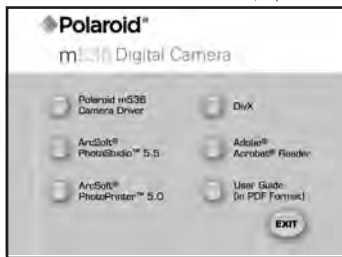 Polaroid®
m536 Digital Camera
Polaroid m536
Camera Driver
DivX
ArcSoft®
PhotoStudio™ 5.5
Adobe®
Acrobat® Reader
ArcSoft®
PhotoPrinter™ 5.0
User Guide
(in PDF Format)
EXIT